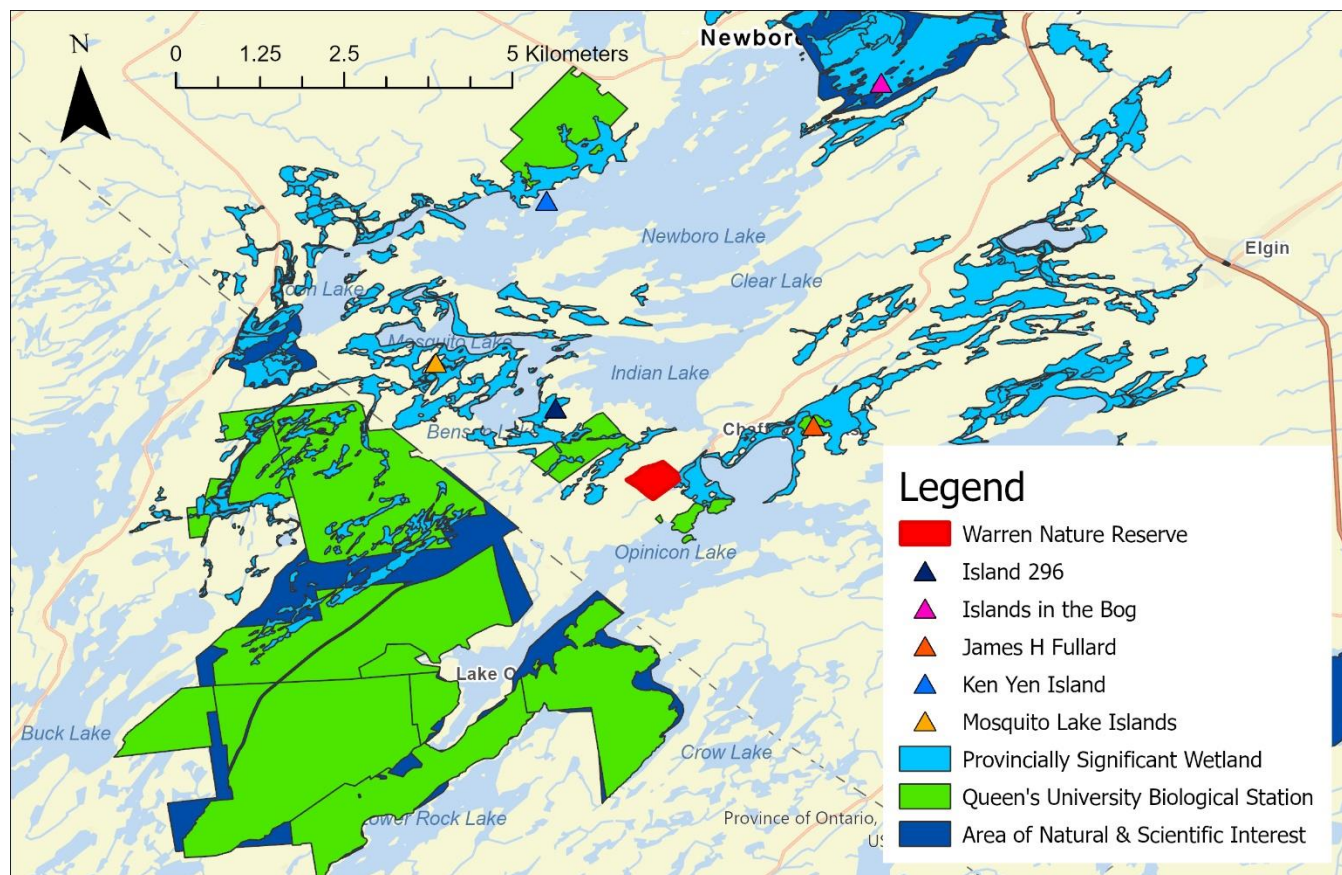 N
0 1.25 2.5 5 Kilometers
Newboro
Newboro Lake
Elgin
Clear Lake
Mosquito Lake
Indian Lake
Chaff
Opinicon Lake
Lake O
Buck Lake
Crow Lake
Province of Ontario,
US
Legend
Warren Nature Reserve
Island 296
Islands in the Bog
James H Fullard
Ken Yen Island
Mosquito Lake Islands
Provincially Significant Wetland
Queen's University Biological Station
Area of Natural & Scientific Interest